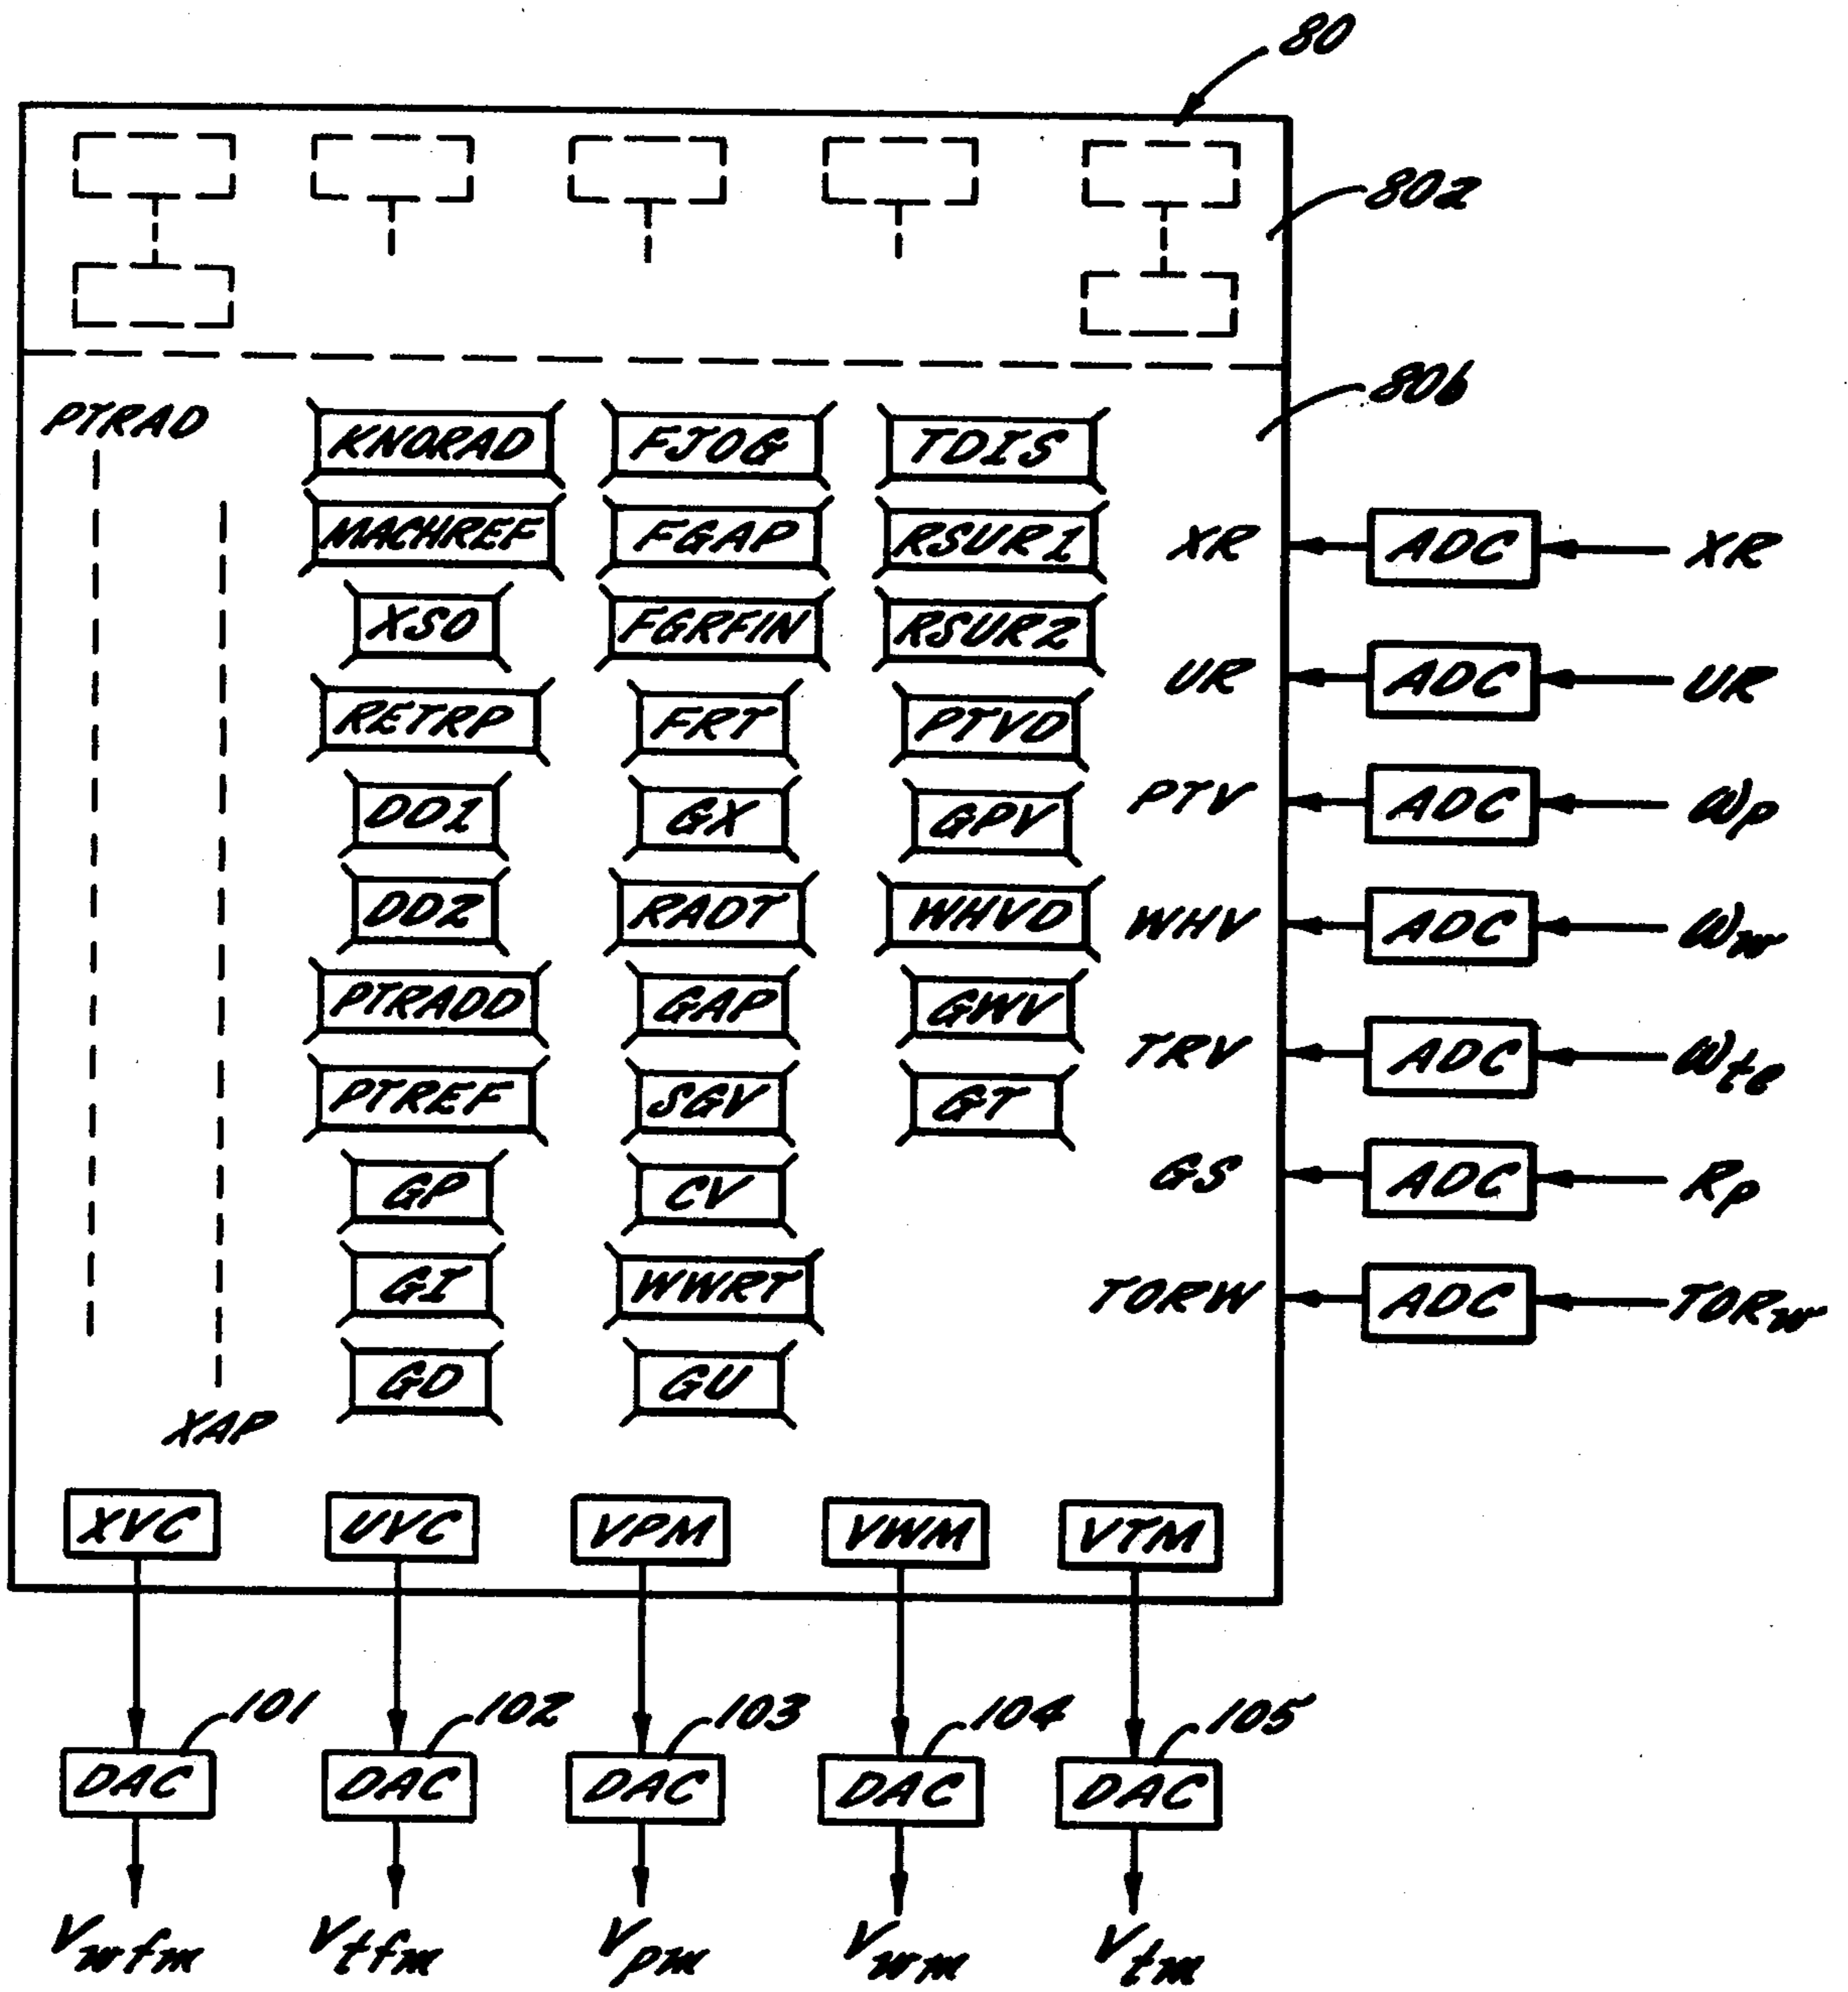 80
80a
80b
PTRAD
KNORAD FJOG TDIS
MACHREF FGAP RSUR1 XR ADC XR
XSO FGRFIN RSUR2
UR ADC UR
RETRP FRT PTVD
DD1 GX GPV PTV ADC ωp
DD2 RADT WHVD WHV ADC ωw
PTRADD GAP GWV
TRV ADC ωte
PTREF SGV GT
GP CV GS ADC Rp
GI WWRT TORW ADC TORw
GD GU
XAP
XVC UVC VPM VWM VTM
101 102 103 104 105
DAC DAC DAC DAC DAC
Vwfm Vtfm Vpm Vwm Vtm